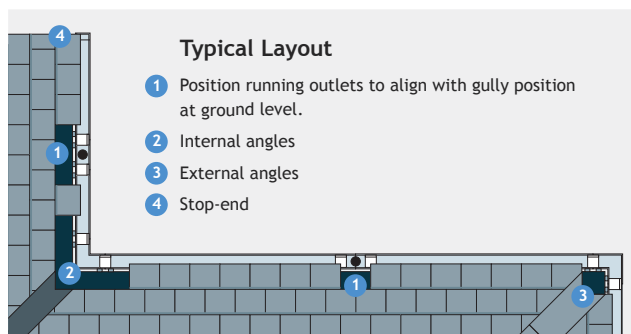 4
Typical Layout
1 Position running outlets to align with gully position
at ground level.
2 Internal angles
3 External angles
4 Stop-end
1
2
1
3